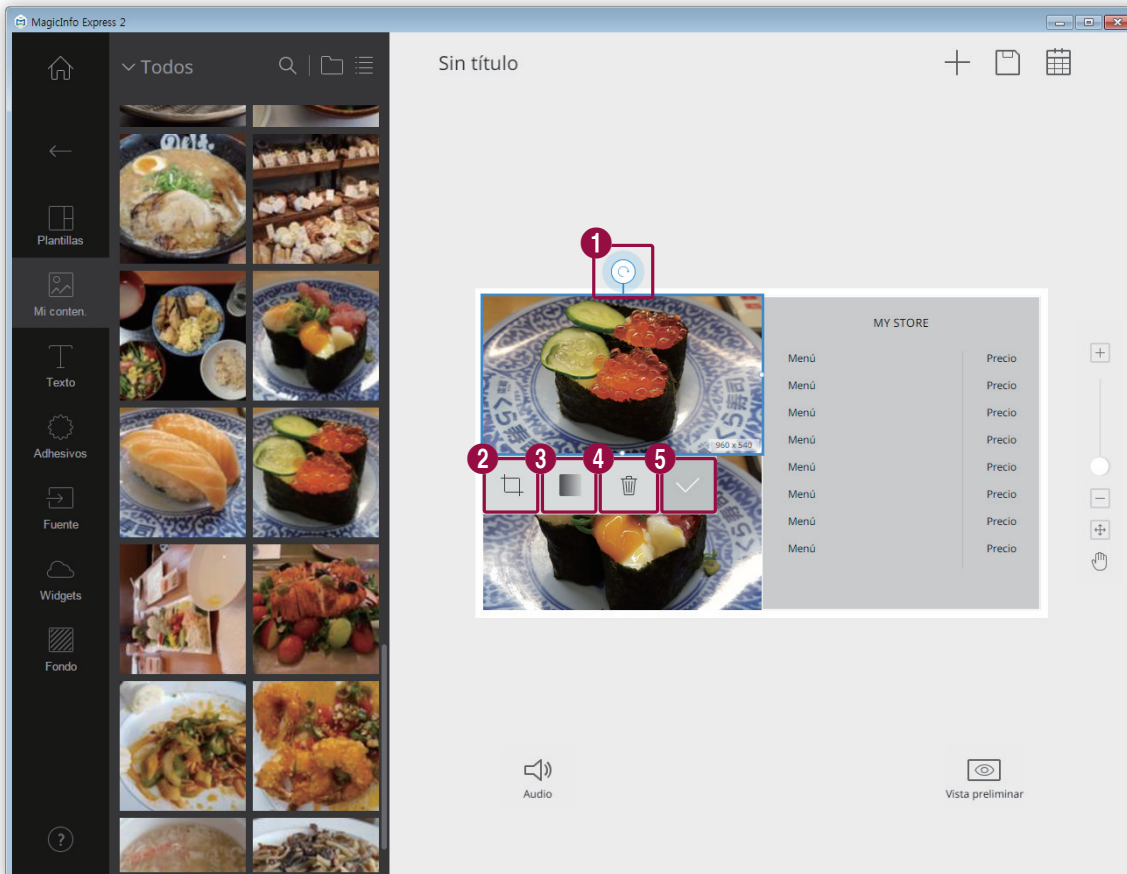 MagicInfo Express 2
Todos
Sin título
Plantillas
Mi conten.
Texto
Adhesivos
Fuente
Widgets
Fondo
?
1
960 x 540
2
3
4
5
MY STORE
Menú Precio
Menú Precio
Menú Precio
Menú Precio
Menú Precio
Menú Precio
Menú Precio
Menú Precio
Audio
Vista preliminar